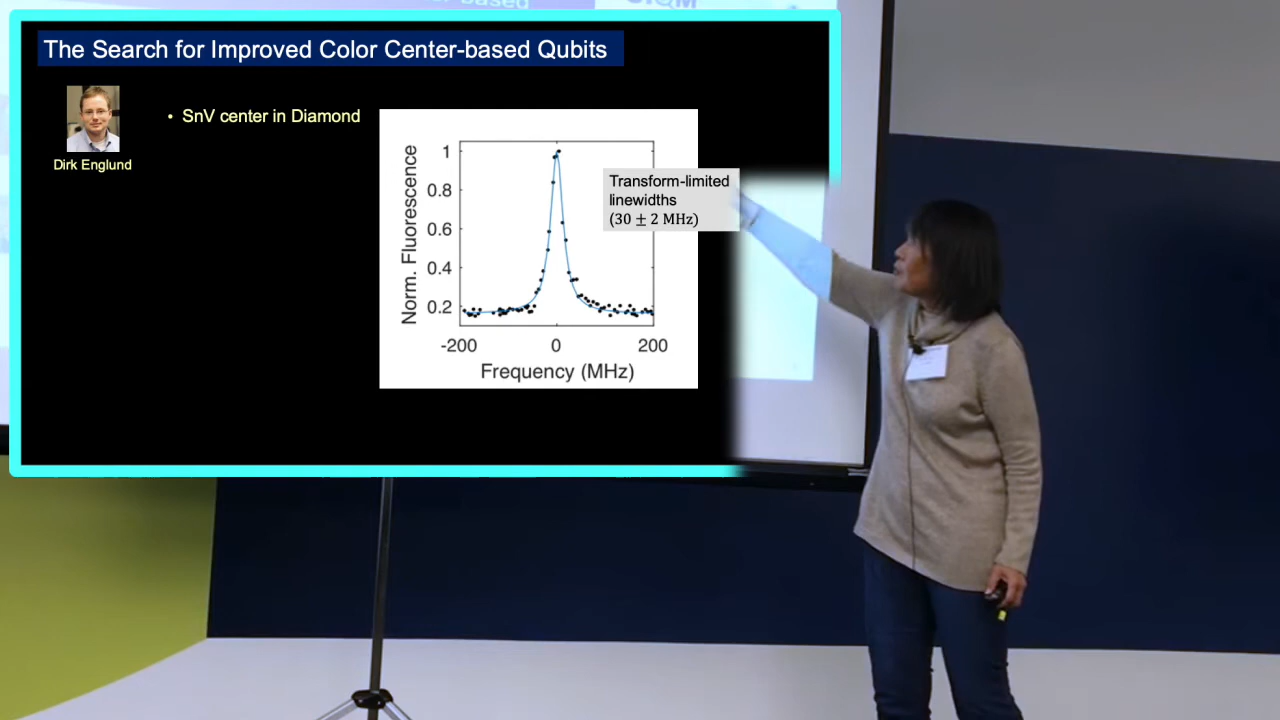 The Search for Improved Color Center-based Qubits
Dirk Englund
• SnV center in Diamond
Norm. Fluorescence
1
0.8
0.6
0.4
0.2
-200
0
200
Frequency (MHz)
Transform-limited
linewidths
(30 ± 2 MHz)